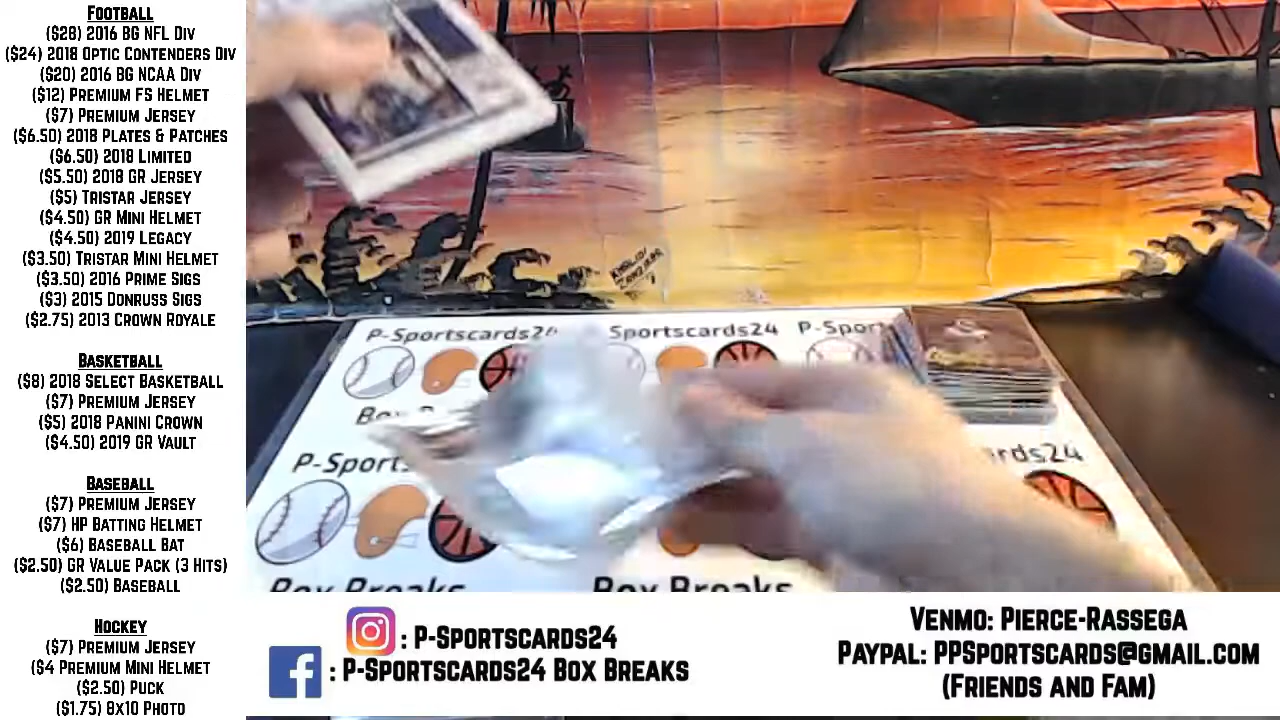 Football
($28) 2016 BG NFL Div
($24) 2018 Optic Contenders Div
($20) 2016 BG NCAA Div
($12) Premium FS Helmet
($7) Premium Jersey
($6.50) 2018 Plates & Patches
($6.50) 2018 Limited
($5.50) 2018 GR Jersey
($5) Tristar Jersey
($4.50) GR Mini Helmet
($4.50) 2019 Legacy
($3.50) Tristar Mini Helmet
($3.50) 2016 Prime Sigs
($3) 2015 Donruss Sigs
($2.75) 2013 Crown Royale
Basketball
($8) 2018 Select Basketball
($7) Premium Jersey
($5) 2018 Panini Crown
($4.50) 2019 GR Vault
Baseball
($7) Premium Jersey
($7) HP Batting Helmet
($6) Baseball Bat
($2.50) GR Value Pack (3 Hits)
($2.50) Baseball
Hockey
($7) Premium Jersey
($4 Premium Mini Helmet
($2.50) Puck
($1.75) 8x10 Photo
P-Sportscards24 Sportscards24 P-Sport
Bo
P-Sport rds24
Box Breaks Box Breaks
: P-Sportscards24
: P-Sportscards24 Box Breaks
Venmo: Pierce-Rassega
Paypal: PPSportscards@gmail.com
(Friends and Fam)